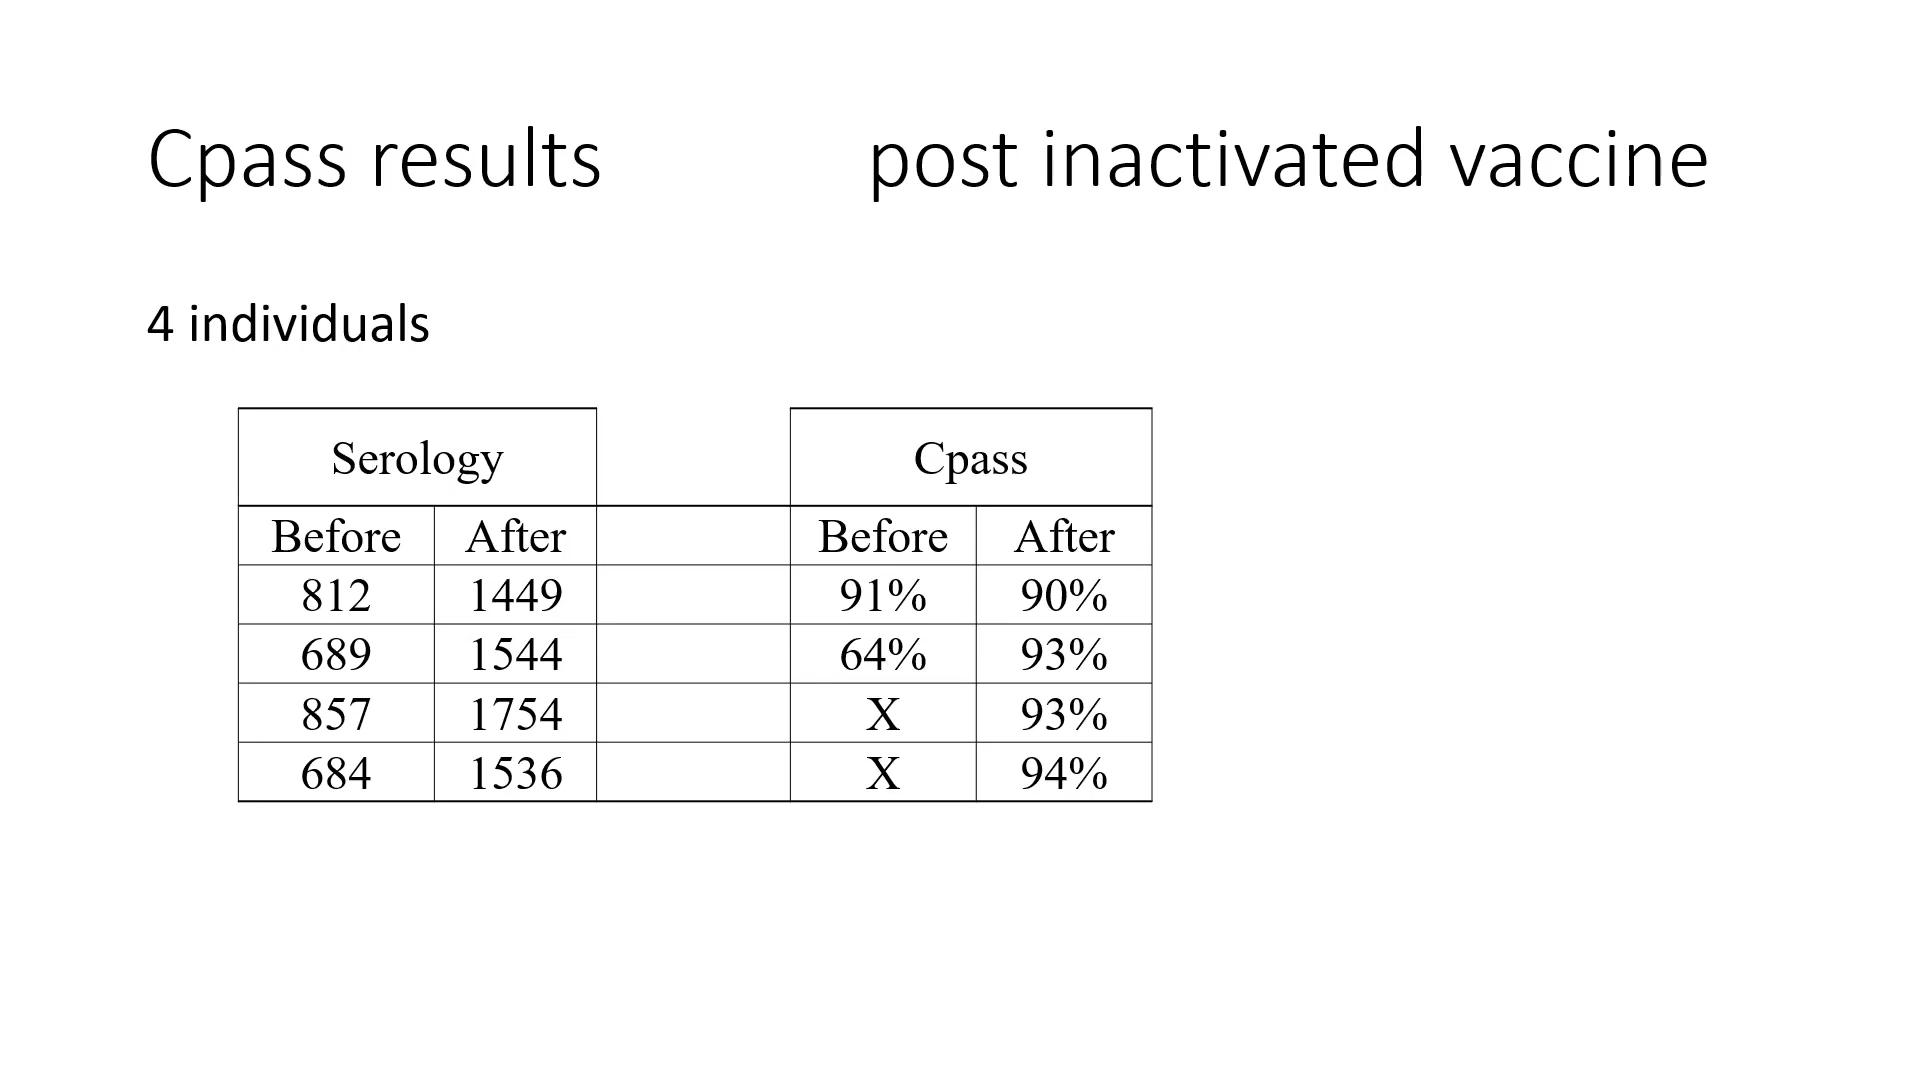 Cpass results post inactivated vaccine
4 individuals
Serology Cpass
Before After Before After
812 1449 91% 90%
689 1544 64% 93%
857 1754 X 93%
684 1536 X 94%